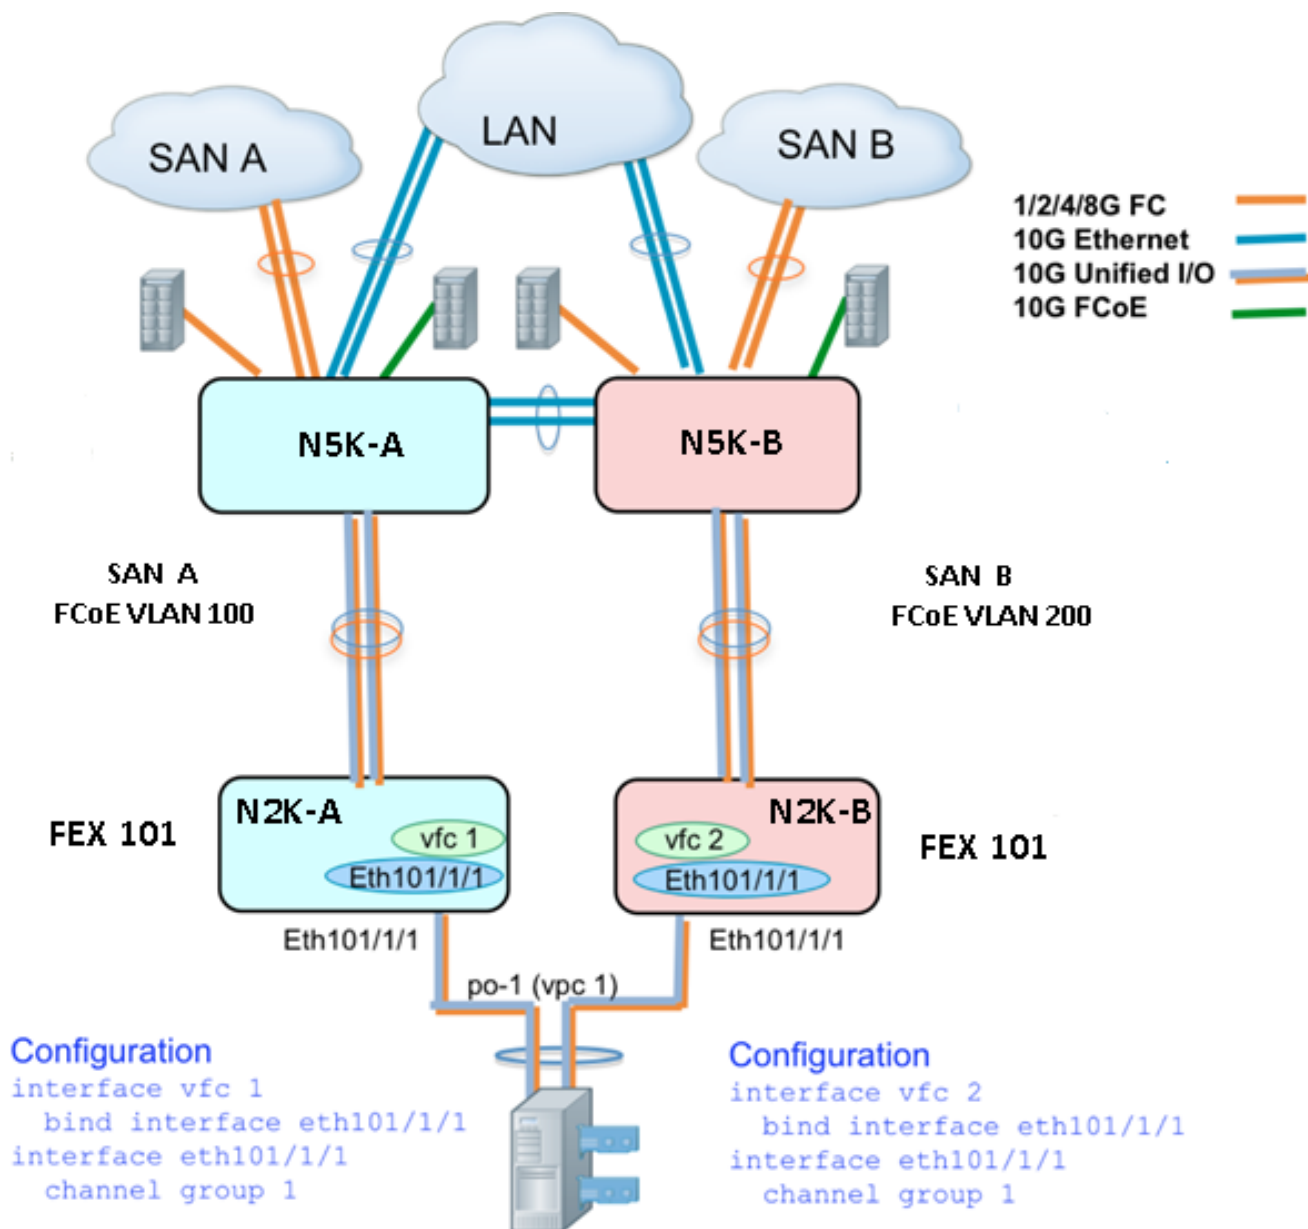 SAN A
LAN
SAN B
1/2/4/8G FC
10G Ethernet
10G Unified I/O
10G FCoE
N5K-A
N5K-B
SAN A
FCoE VLAN 100
SAN B
FCoE VLAN 200
FEX 101
N2K-A
vfc 1
Eth101/1/1
N2K-B
vfc 2
Eth101/1/1
FEX 101
Eth101/1/1
Eth101/1/1
po-1 (vpc 1)
Configuration
interface vfc 1
bind interface eth101/1/1
interface eth101/1/1
channel group 1
Configuration
interface vfc 2
bind interface eth101/1/1
interface eth101/1/1
channel group 1